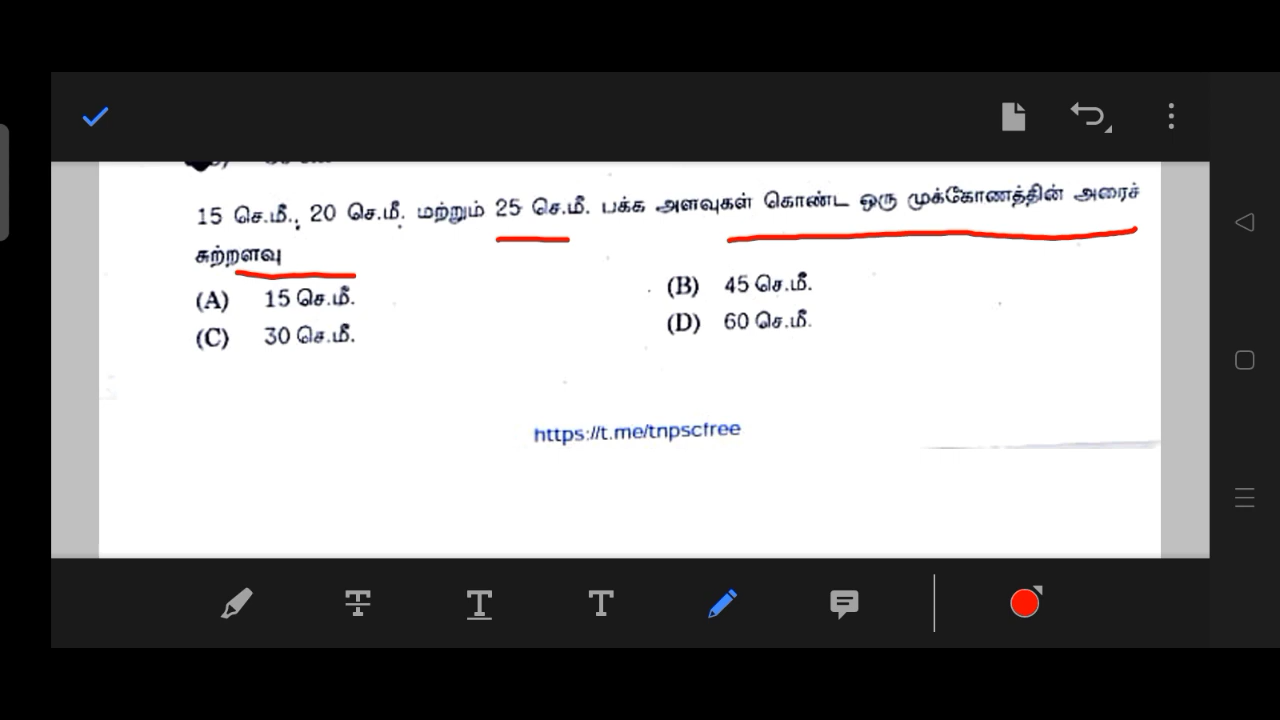 15 செ.மீ., 20 செ.மீ. மற்றும் 25 செ.மீ. பக்க அளவுகள் கொண்ட ஒரு முக்கோணத்தின் அரைச்
சுற்றளவு
(A) 15 செ.மீ. (B) 45 செ.மீ.
(C) 30 செ.மீ. (D) 60 செ.மீ.
https://t.me/tnpscfree